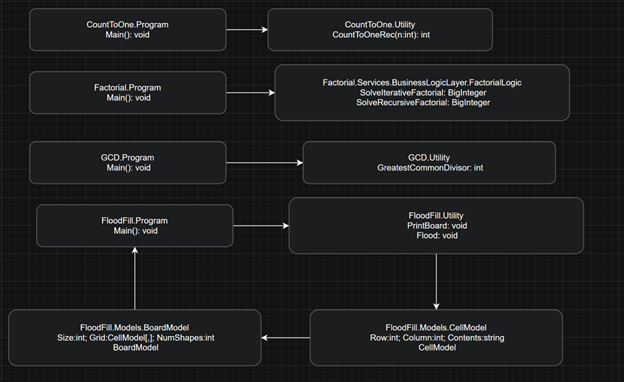 CountToOne.Program
Main(): void
CountToOne.Utility
CountToOneRec(n:int): int
Factorial.Program
Main(): void
Factorial.Services.BusinessLogicLayer.FactorialLogic
SolveIterativeFactorial: BigInteger
SolveRecursiveFactorial: BigInteger
GCD.Program
Main(): void
GCD.Utility
GreatestCommonDivisor: int
FloodFill.Program
Main(): void
FloodFill.Utility
PrintBoard: void
Flood: void
FloodFill.Models.BoardModel
Size:int; Grid:CellModel[,]; NumShapes:int
BoardModel
FloodFill.Models.CellModel
Row:int; Column:int; Contents:string
CellModel